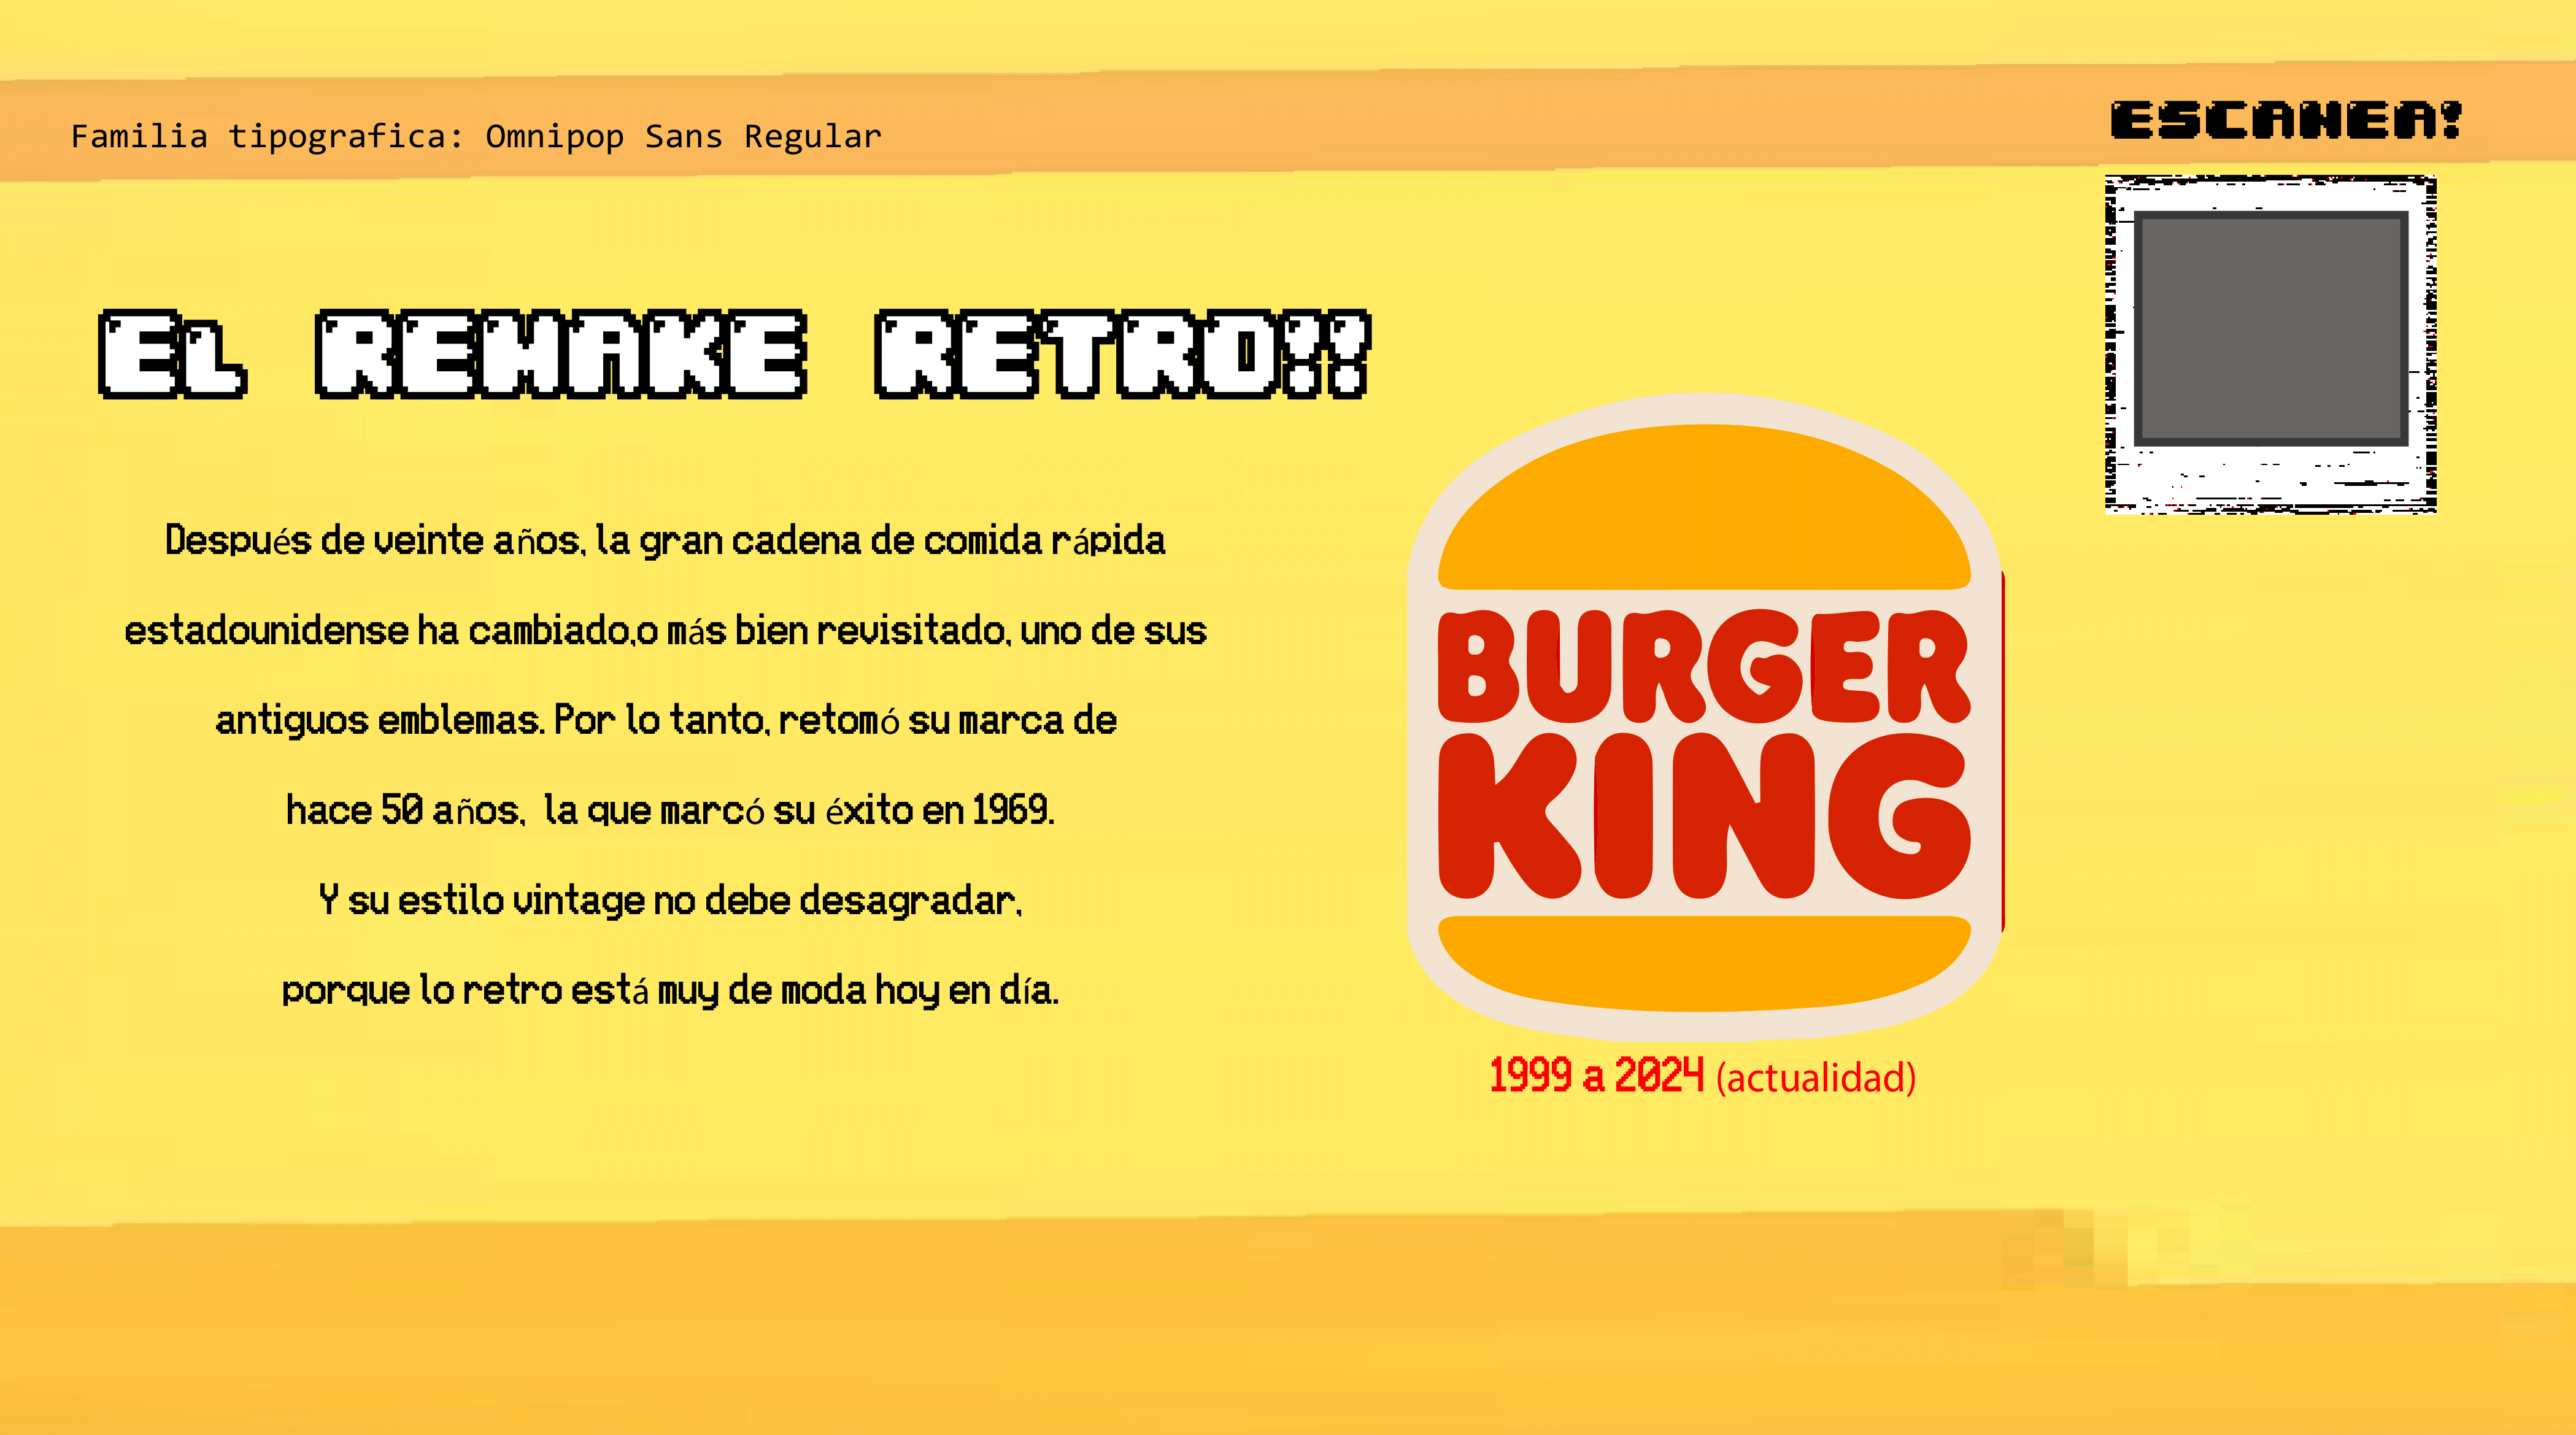 Familia tipografica: Omnipop Sans Regular
ESCANEA!
EL REMAKE RETRO!!
Después de veinte años, la gran cadena de comida rápida
estadounidense ha cambiado,o más bien revisitado, uno de sus
antiguos emblemas. Por lo tanto, retomó su marca de
hace 50 años, la que marcó su éxito en 1969.
Y su estilo vintage no debe desagradar,
porque lo retro está muy de moda hoy en día.
BURGER
KING
1999 a 2024 (actualidad)